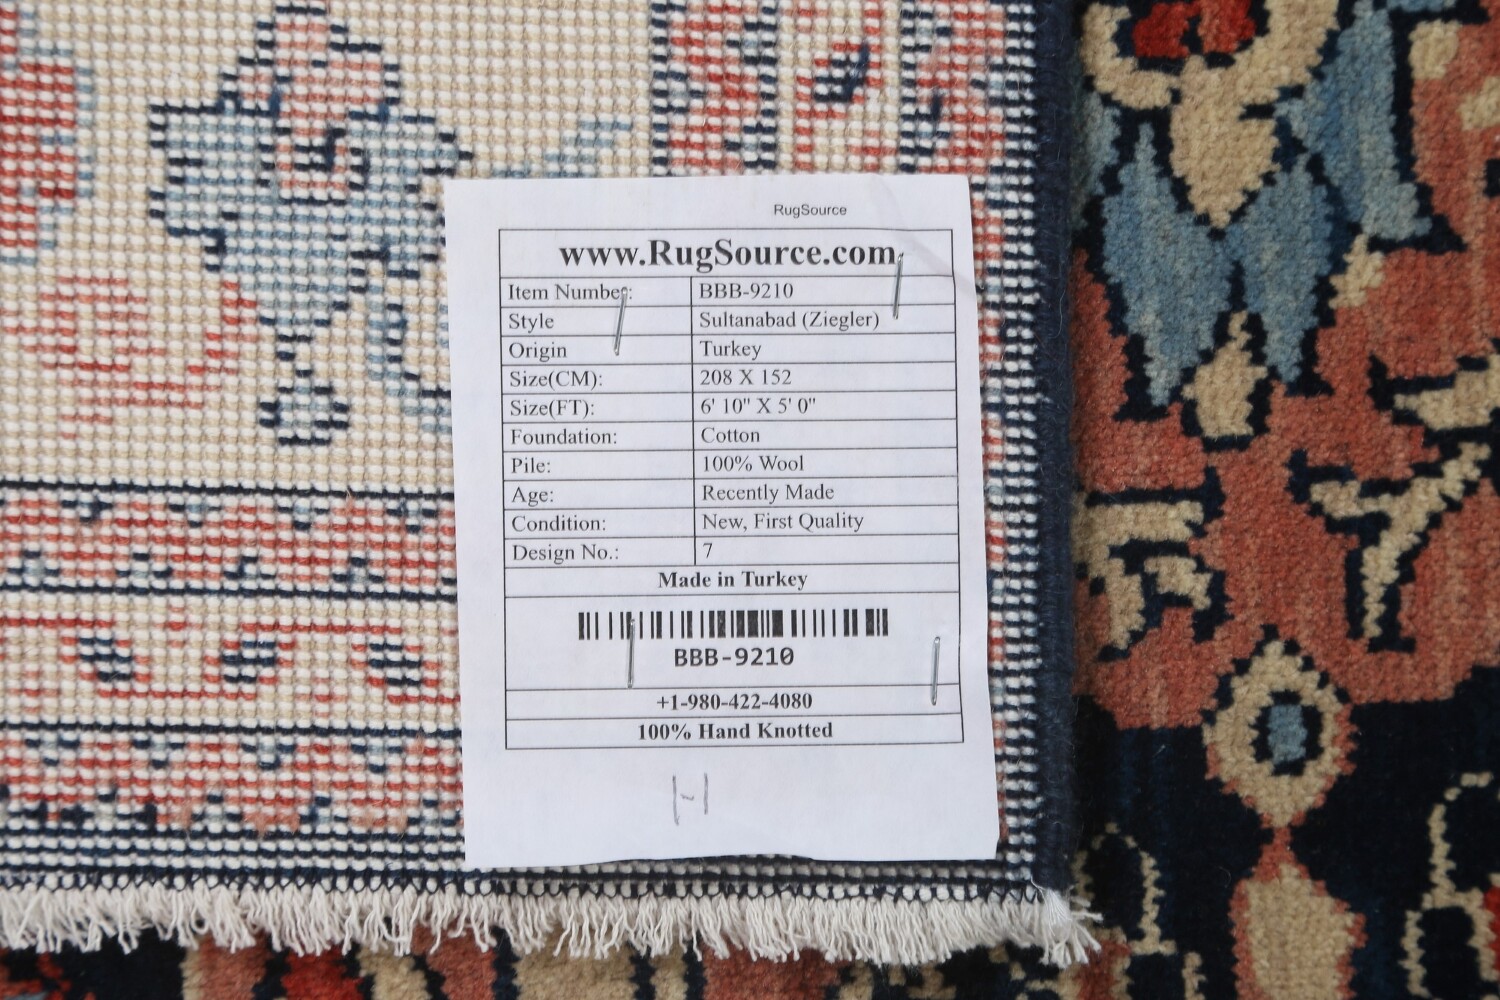 RugSource
www.RugSource.com
Item Number: BBB-9210
Style Sultanabad (Ziegler)
Origin Turkey
Size(CM): 208 X 152
Size(FT): 6' 10" X 5' 0"
Foundation: Cotton
Pile: 100% Wool
Age: Recently Made
Condition: New, First Quality
Design No.: 7
Made in Turkey
BBB-9210
+1-980-422-4080
100% Hand Knotted
H